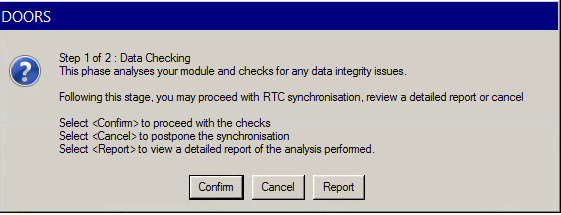 DOORS
Step 1 of 2 : Data Checking
This phase analyses your module and checks for any data integrity issues.
Following this stage, you may proceed with RTC synchronisation, review a detailed report or cancel
Select <Confirm> to proceed with the checks
Select <Cancel> to postpone the synchronisation
Select <Report> to view a detailed report of the analysis performed.
Confirm Cancel Report